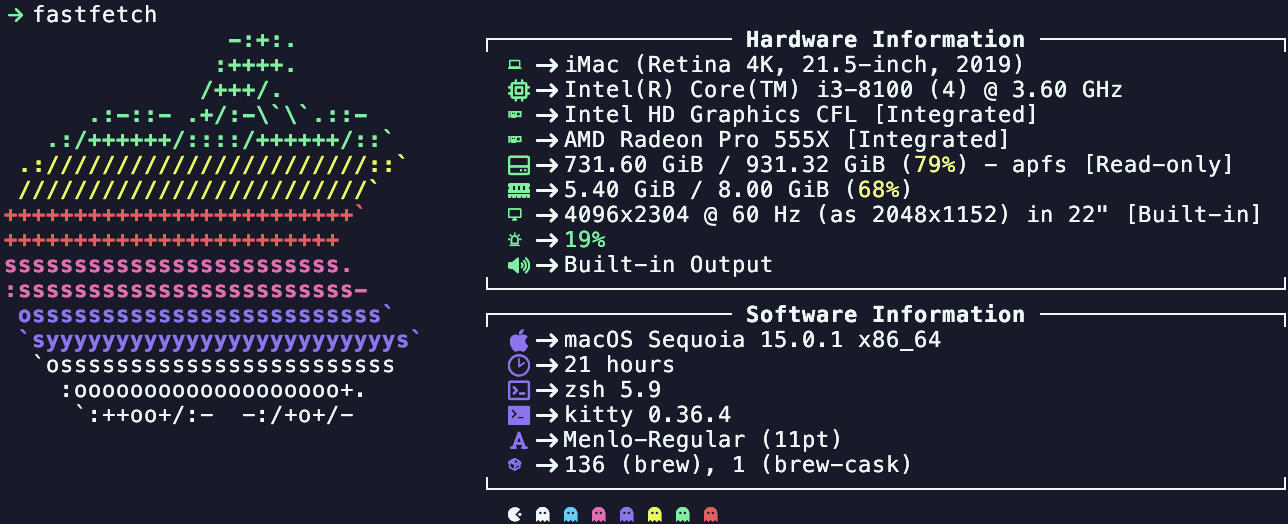 → fastfetch
-:+:.
:++++.
/+++/.
.:-::- .+/:-\`\`.::-
.:/++++++/::::/++++++/::`
.:///////////////////////::`
/////////////////////////`
+++++++++++++++++++++++++`
++++++++++++++++++++++++
ssssssssssssssssssssssss.
:ssssssssssssssssssssssss-
osssssssssssssssssssssssss`
`syyyyyyyyyyyyyyyyyyyyyyyyys`
`ossssssssssssssssssssssss
:ooooooooooooooooooo+.
`:++oo+/:-  -:/+o+/-
Hardware Information
→ iMac (Retina 4K, 21.5-inch, 2019)
→ Intel(R) Core(TM) i3-8100 (4) @ 3.60 GHz
→ Intel HD Graphics CFL [Integrated]
→ AMD Radeon Pro 555X [Integrated]
→ 731.60 GiB / 931.32 GiB (79%) - apfs [Read-only]
→ 5.40 GiB / 8.00 GiB (68%)
→ 4096x2304 @ 60 Hz (as 2048x1152) in 22" [Built-in]
→ 19%
→ Built-in Output
Software Information
→ macOS Sequoia 15.0.1 x86_64
→ 21 hours
→ zsh 5.9
→ kitty 0.36.4
→ Menlo-Regular (11pt)
→ 136 (brew), 1 (brew-cask)